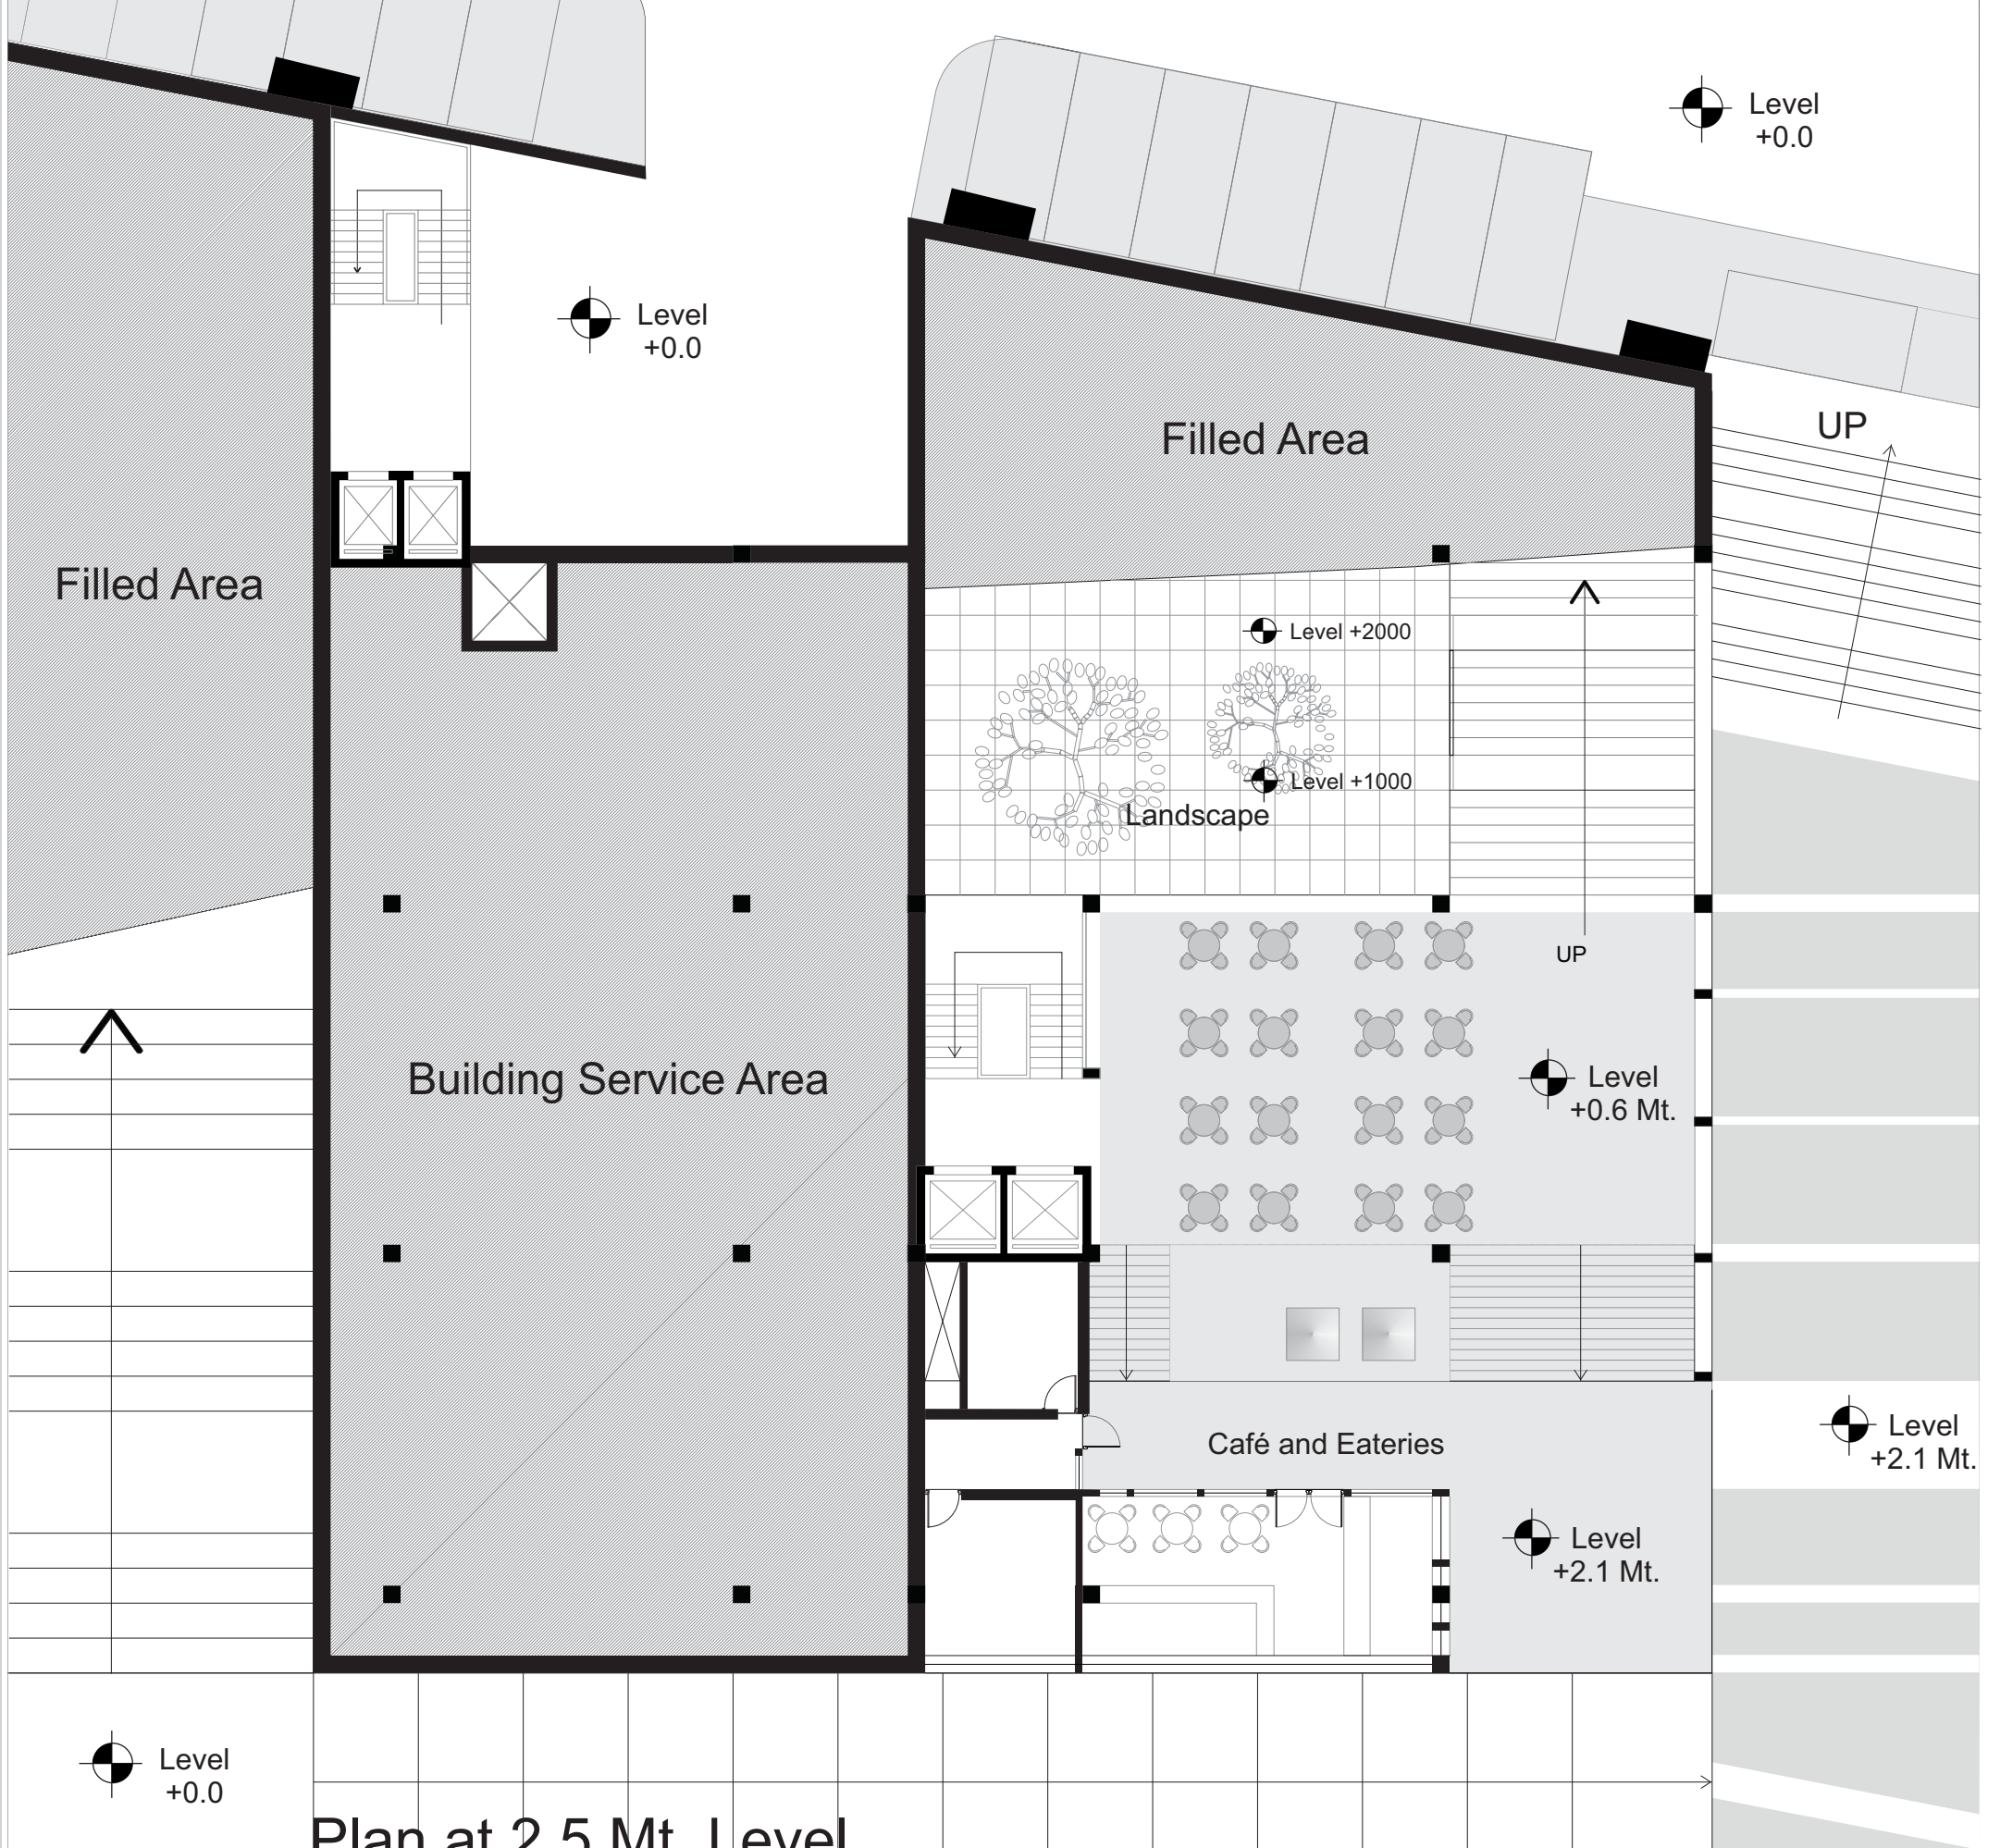 Level
+0.0
Level
+0.0
UP
Filled Area
Filled Area
Level +2000
Level +1000
Landscape
UP
Building Service Area
Level
+0.6 Mt.
Café and Eateries
Level
+2.1 Mt.
Level
+2.1 Mt.
Level
+0.0
Plan at 2.5 Mt. Level